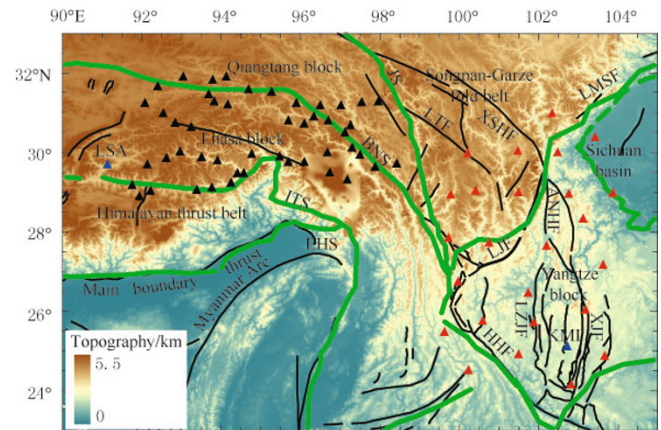 90°E 92° 94° 96° 98° 100° 102° 104°
32°N
30°
28°
26°
24°
Qiangtang block
JS
Songpan-Garze
fold belt
LMSF
LTF
XSHF
Lhasa block
BNS
LSA
Sichuan
basin
ITS
ANHF
Himalayan thrust belt
EHS
LJF
Main boundary thrust
Myanmar Arc
Yangtze
block
LZJF
KMI
XJF
HHF
Topography/km
5.5
0